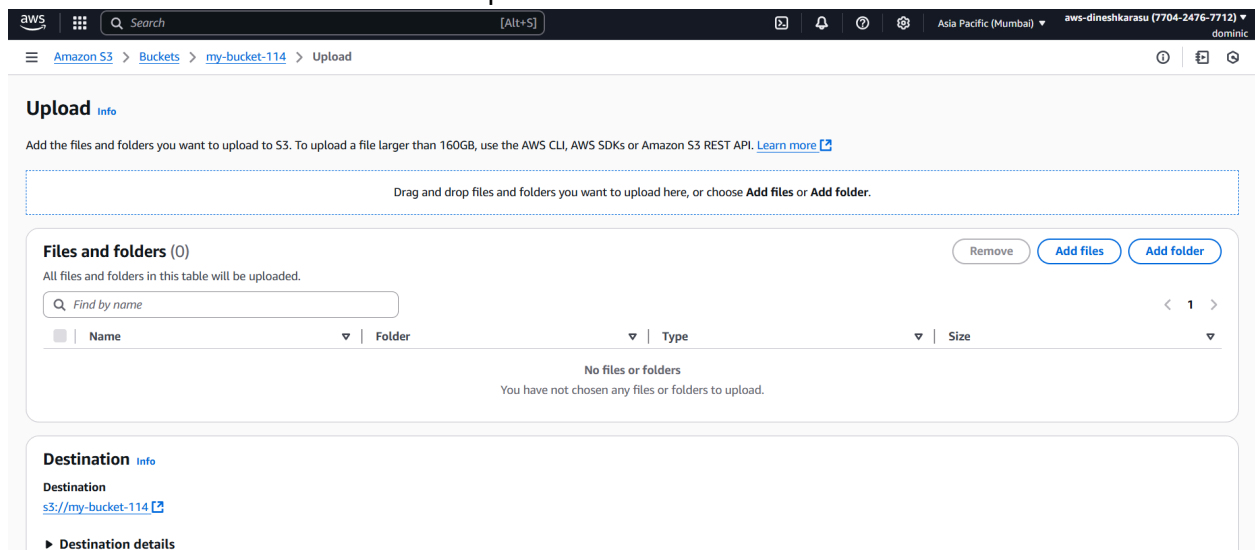 aws
Search
[Alt+S]
Asia Pacific (Mumbai) ▼
aws-dineshkarasu (7704-2476-7712) ▼
dominic
Amazon S3 > Buckets > my-bucket-114 > Upload
Upload Info
Add the files and folders you want to upload to S3. To upload a file larger than 160GB, use the AWS CLI, AWS SDKs or Amazon S3 REST API. Learn more
Drag and drop files and folders you want to upload here, or choose Add files or Add folder.
Files and folders (0)
Remove
Add files
Add folder
All files and folders in this table will be uploaded.
Find by name
< 1 >
Name
Folder
Type
Size
No files or folders
You have not chosen any files or folders to upload.
Destination Info
Destination
s3://my-bucket-114
▶ Destination details